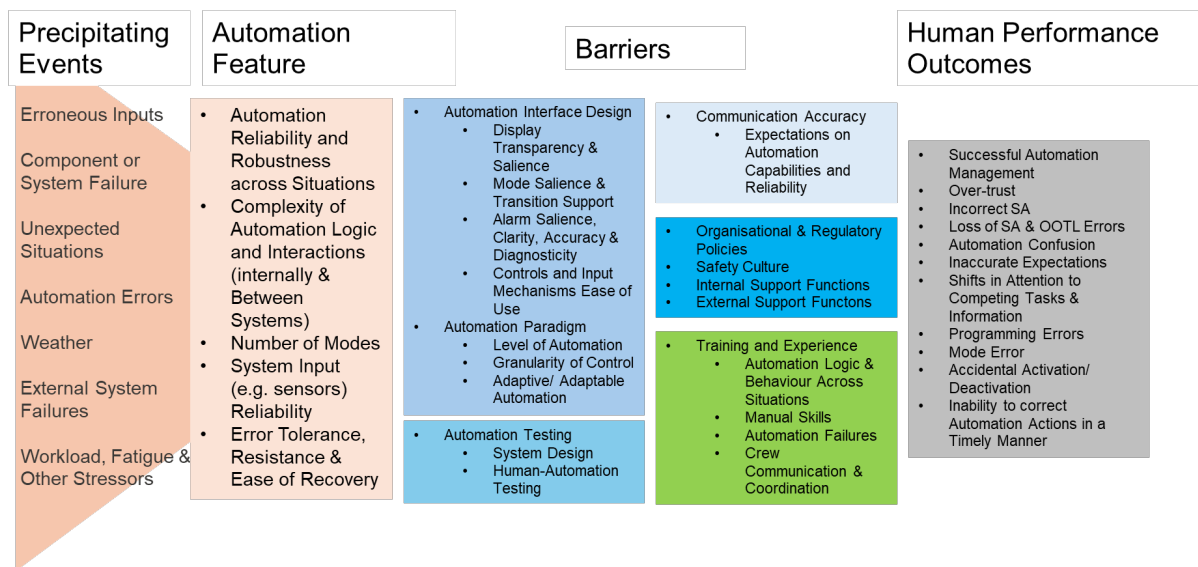 Precipitating
Events
Automation
Feature
Barriers
Human Performance
Outcomes
Erroneous Inputs
Component or
System Failure
Unexpected
Situations
Automation Errors
Weather
External System
Failures
Workload, Fatigue &
Other Stressors
• Automation
Reliability and
Robustness
across Situations
• Complexity of
Automation Logic
and Interactions
(internally &
Between
Systems)
• Number of Modes
• System Input
(e.g. sensors)
Reliability
• Error Tolerance,
Resistance &
Ease of Recovery
• Automation Interface Design
• Display
Transparency &
Salience
• Mode Salience &
Transition Support
• Alarm Salience,
Clarity, Accuracy &
Diagnosticity
• Controls and Input
Mechanisms Ease of
Use
• Automation Paradigm
• Level of Automation
• Granularity of Control
• Adaptive/ Adaptable
Automation
• Automation Testing
• System Design
• Human-Automation
Testing
• Communication Accuracy
• Expectations on
Automation
Capabilities and
Reliability
• Organisational & Regulatory
Policies
• Safety Culture
• Internal Support Functions
• External Support Functons
• Training and Experience
• Automation Logic &
Behaviour Across
Situations
• Manual Skills
• Automation Failures
• Crew
Communication &
Coordination
• Successful Automation
Management
• Over-trust
• Incorrect SA
• Loss of SA & OOTL Errors
• Automation Confusion
• Inaccurate Expectations
• Shifts in Attention to
Competing Tasks &
Information
• Programming Errors
• Mode Error
• Accidental Activation/
Deactivation
• Inability to correct
Automation Actions in a
Timely Manner